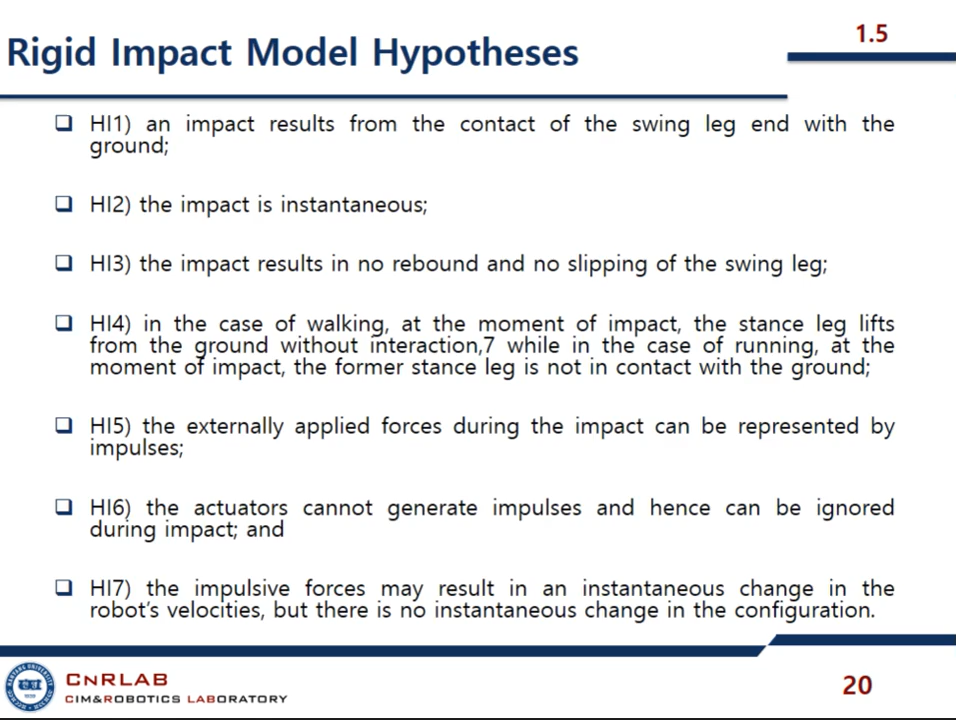 1.5
Rigid Impact Model Hypotheses
❑ HI1) an impact results from the contact of the swing leg end with the
ground;
❑ HI2) the impact is instantaneous;
❑ HI3) the impact results in no rebound and no slipping of the swing leg;
❑ HI4) in the case of walking, at the moment of impact, the stance leg lifts
from the ground without interaction,7 while in the case of running, at the
moment of impact, the former stance leg is not in contact with the ground;
❑ HI5) the externally applied forces during the impact can be represented by
impulses;
❑ HI6) the actuators cannot generate impulses and hence can be ignored
during impact; and
❑ HI7) the impulsive forces may result in an instantaneous change in the
robot's velocities, but there is no instantaneous change in the configuration.
CNRLAB
CIM&ROBOTICS LABORATORY
20